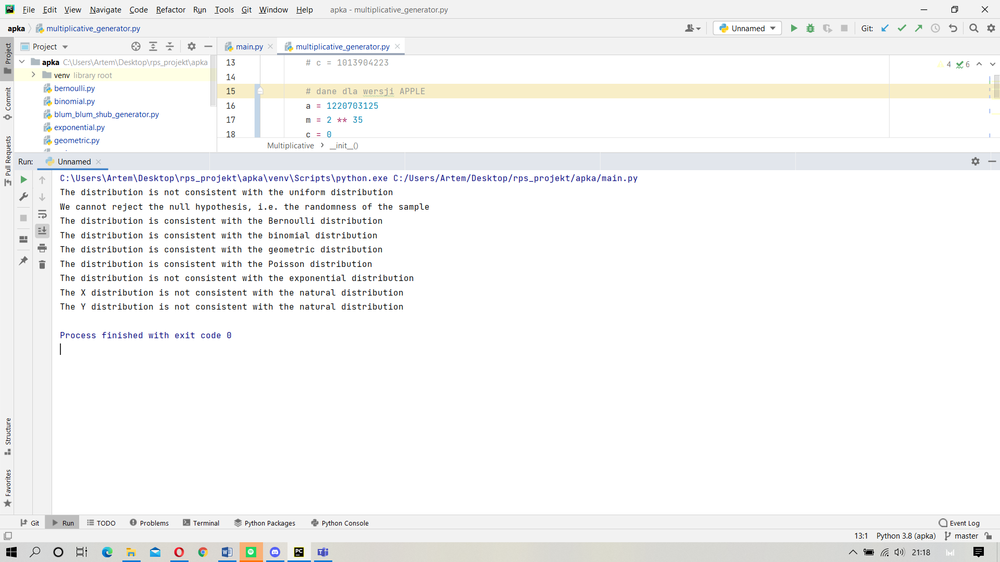 PC File Edit View Navigate Code Refactor Run Tools Git Window Help apka - multiplicative_generator.py
apka multiplicative_generator.py Unnamed Git:
Project main.py multiplicative_generator.py
Project
apka C:\Users\Artem\Desktop\rps_projekt\apka
venv library root
bernoulli.py
binomial.py
blum_blum_shub_generator.py
exponential.py
geometric.py
Commit
Pull Requests
13 # c = 1013904223
4 6
14
15 # dane dla wersji APPLE
16 a = 1220703125
17 m = 2 ** 35
18 c = 0
Multiplicative __init__()
Run: Unnamed
C:\Users\Artem\Desktop\rps_projekt\apka\venv\Scripts\python.exe C:/Users/Artem/Desktop/rps_projekt/apka/main.py
The distribution is not consistent with the uniform distribution
We cannot reject the null hypothesis, i.e. the randomness of the sample
The distribution is consistent with the Bernoulli distribution
The distribution is consistent with the binomial distribution
The distribution is consistent with the geometric distribution
The distribution is consistent with the Poisson distribution
The distribution is not consistent with the exponential distribution
The X distribution is not consistent with the natural distribution
The Y distribution is not consistent with the natural distribution
Process finished with exit code 0
Structure
Favorites
Git Run TODO Problems Terminal Python Packages Python Console Event Log
13:1 Python 3.8 (apka) master
PC 21:18